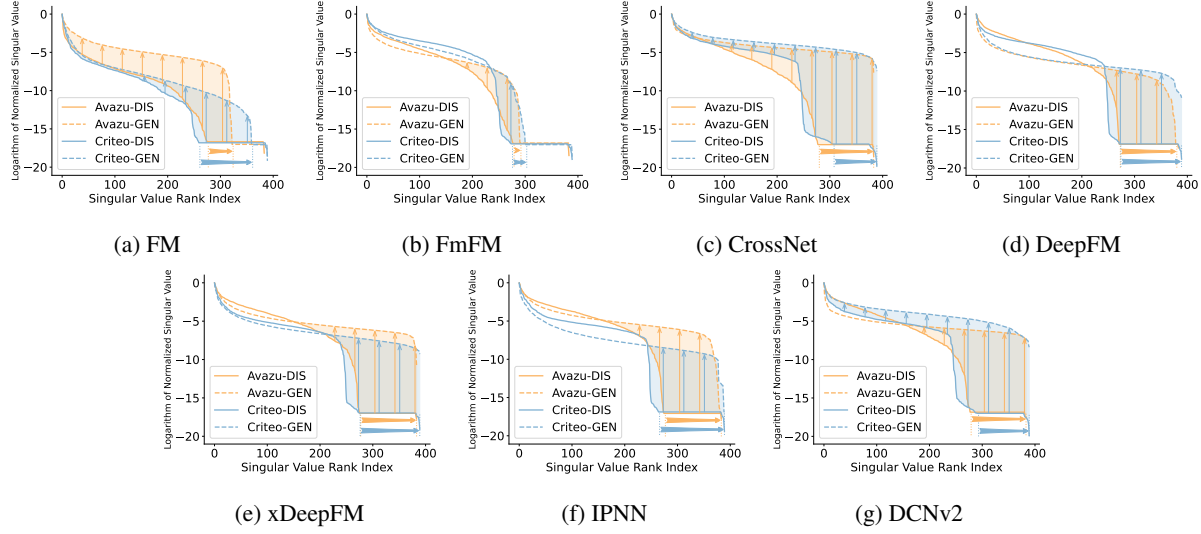 Logarithm of Normalized Singular Value
0
−5
−10
−15
−20
Avazu-DIS
Avazu-GEN
Criteo-DIS
Criteo-GEN
0 100 200 300 400
Singular Value Rank Index
(a) FM
Logarithm of Normalized Singular Value
0
−5
−10
−15
−20
Avazu-DIS
Avazu-GEN
Criteo-DIS
Criteo-GEN
0 100 200 300 400
Singular Value Rank Index
(b) FmFM
Logarithm of Normalized Singular Value
0
−5
−10
−15
−20
Avazu-DIS
Avazu-GEN
Criteo-DIS
Criteo-GEN
0 100 200 300 400
Singular Value Rank Index
(c) CrossNet
Logarithm of Normalized Singular Value
0
−5
−10
−15
−20
Avazu-DIS
Avazu-GEN
Criteo-DIS
Criteo-GEN
0 100 200 300 400
Singular Value Rank Index
(d) DeepFM
Logarithm of Normalized Singular Value
0
−5
−10
−15
−20
Avazu-DIS
Avazu-GEN
Criteo-DIS
Criteo-GEN
0 100 200 300 400
Singular Value Rank Index
(e) xDeepFM
Logarithm of Normalized Singular Value
0
−5
−10
−15
−20
Avazu-DIS
Avazu-GEN
Criteo-DIS
Criteo-GEN
0 100 200 300 400
Singular Value Rank Index
(f) IPNN
Logarithm of Normalized Singular Value
0
−5
−10
−15
−20
Avazu-DIS
Avazu-GEN
Criteo-DIS
Criteo-GEN
0 100 200 300 400
Singular Value Rank Index
(g) DCNv2